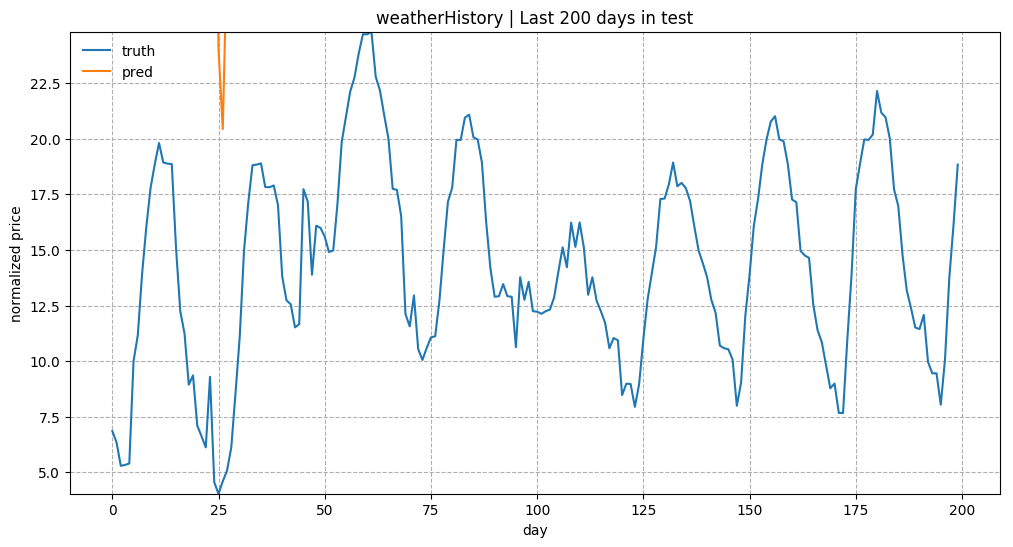 weatherHistory | Last 200 days in test
truth
pred
normalized price
22.5
20.0
17.5
15.0
12.5
10.0
7.5
5.0
0 25 50 75 100 125 150 175 200
day